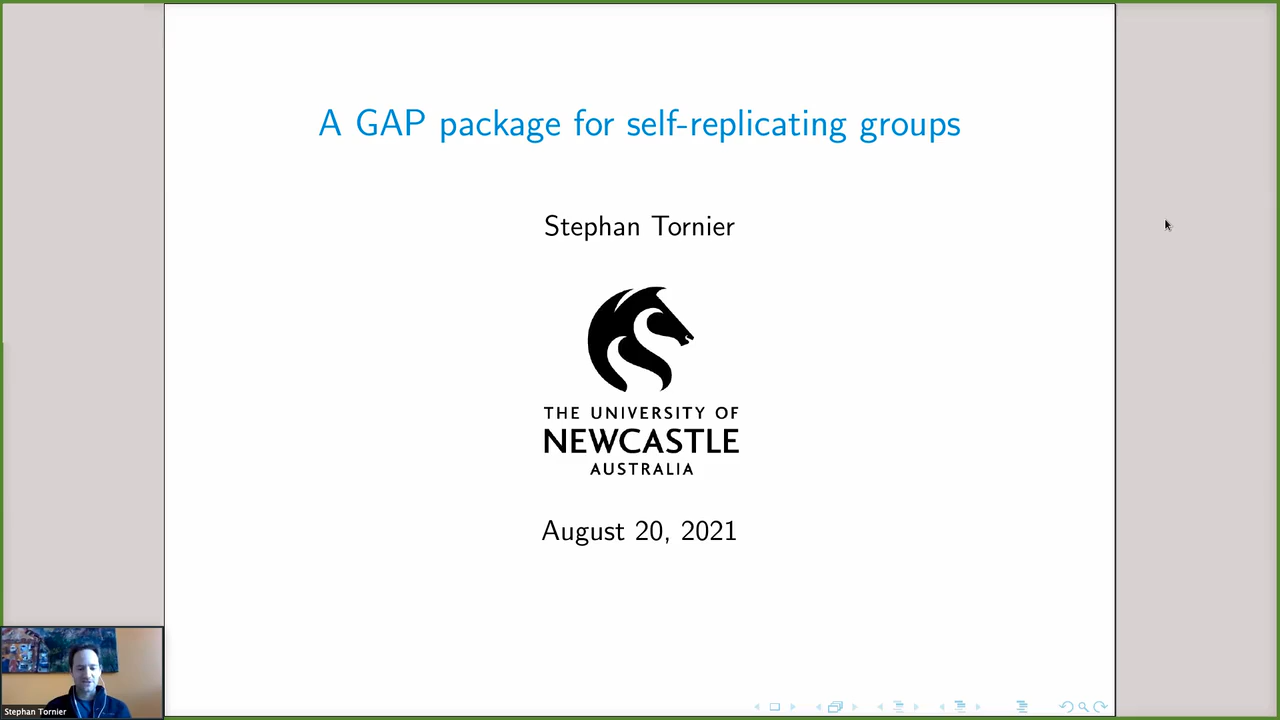 A GAP package for self-replicating groups
Stephan Tornier
THE UNIVERSITY OF
NEWCASTLE
AUSTRALIA
August 20, 2021
Stephan Tornier